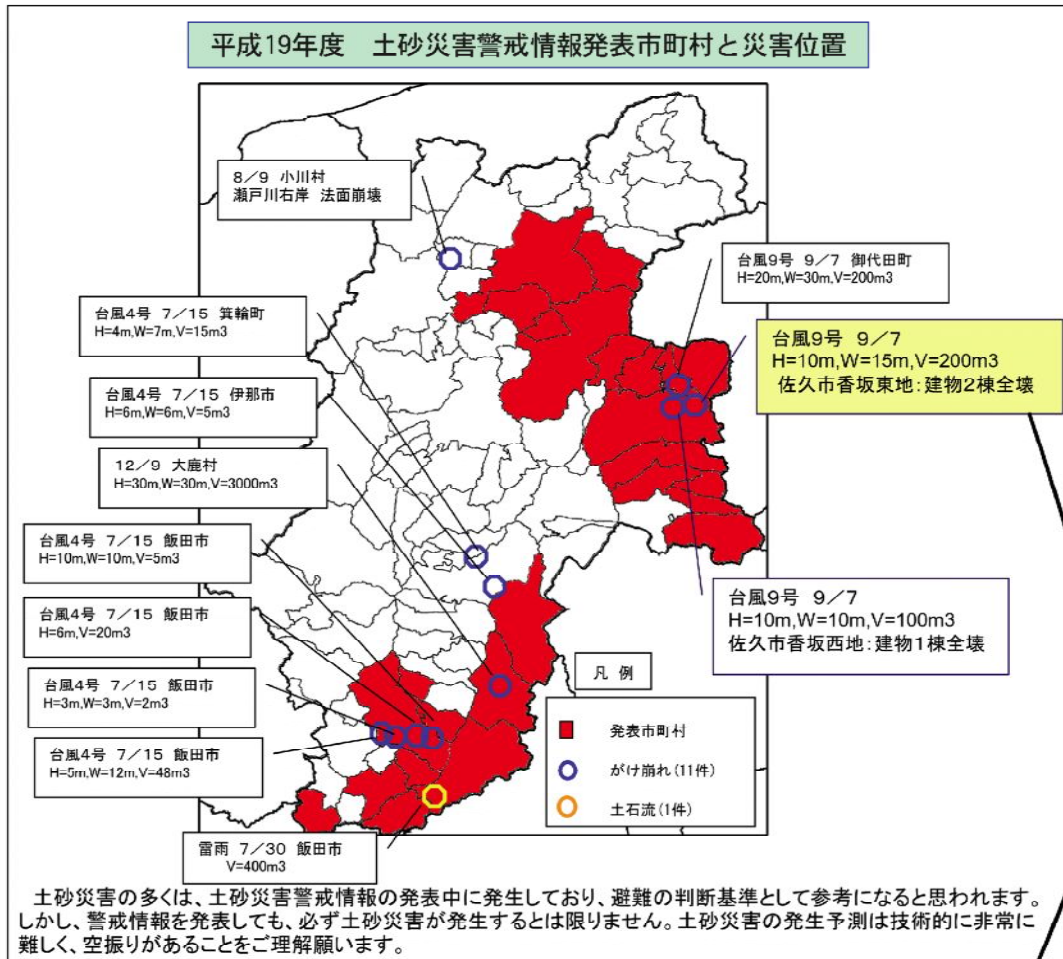 平成19年度　土砂災害警戒情報発表市町村と災害位置
8／9 小川村
瀬戸川右岸 法面崩壊
台風4号 7／15 箕輪町
H=4m,W=7m,V=15m3
台風4号 7／15 伊那市
H=6m,W=6m,V=5m3
12／9 大鹿村
H=30m,W=30m,V=3000m3
台風4号 7／15 飯田市
H=10m,W=10m,V=5m3
台風4号 7／15 飯田市
H=6m,V=20m3
台風4号 7／15 飯田市
H=3m,W=3m,V=2m3
台風4号 7／15 飯田市
H=5m,W=12m,V=48m3
雷雨 7／30 飯田市
V=400m3
台風9号 9／7 御代田町
H=20m,W=30m,V=200m3
台風9号 9／7
H=10m,W=15m,V=200m3
佐久市香坂東地：建物2棟全壊
台風9号 9／7
H=10m,W=10m,V=100m3
佐久市香坂西地：建物1棟全壊
凡 例
発表市町村
がけ崩れ(11件)
土石流(1件)
土砂災害の多くは、土砂災害警戒情報の発表中に発生しており、避難の判断基準として参考になると思われます。
しかし、警戒情報を発表しても、必ず土砂災害が発生するとは限りません。土砂災害の発生予測は技術的に非常に
難しく、空振りがあることをご理解願います。